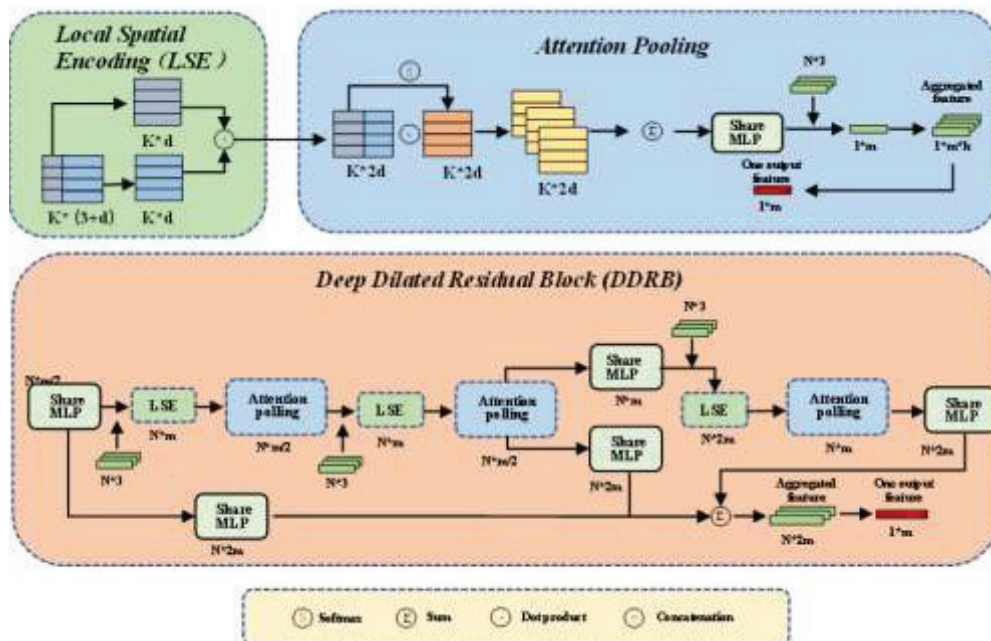 Local Spatial
Encoding (LSE)
K*d
K* (3+d)
K*d
Attention Pooling
K*2d
K*2d
K*2d
Share
MLP
N*3
1*m
Aggregated
feature
1*m*k
One output
feature
1*m
Deep Dilated Residual Block (DDRB)
N*m/2
Share
MLP
N*3
LSE
N*m
Attention
polling
N*m/2
N*3
LSE
N*m
Attention
polling
N*m/2
Share
MLP
N*m
Share
MLP
N*2m
N*3
LSE
N*2m
Attention
polling
N*m
Share
MLP
N*2m
Share
MLP
N*2m
Σ
Aggregated
feature
N*2m
One output
feature
1*m
S Softmax
Σ Sum
Dot product
Concatenation